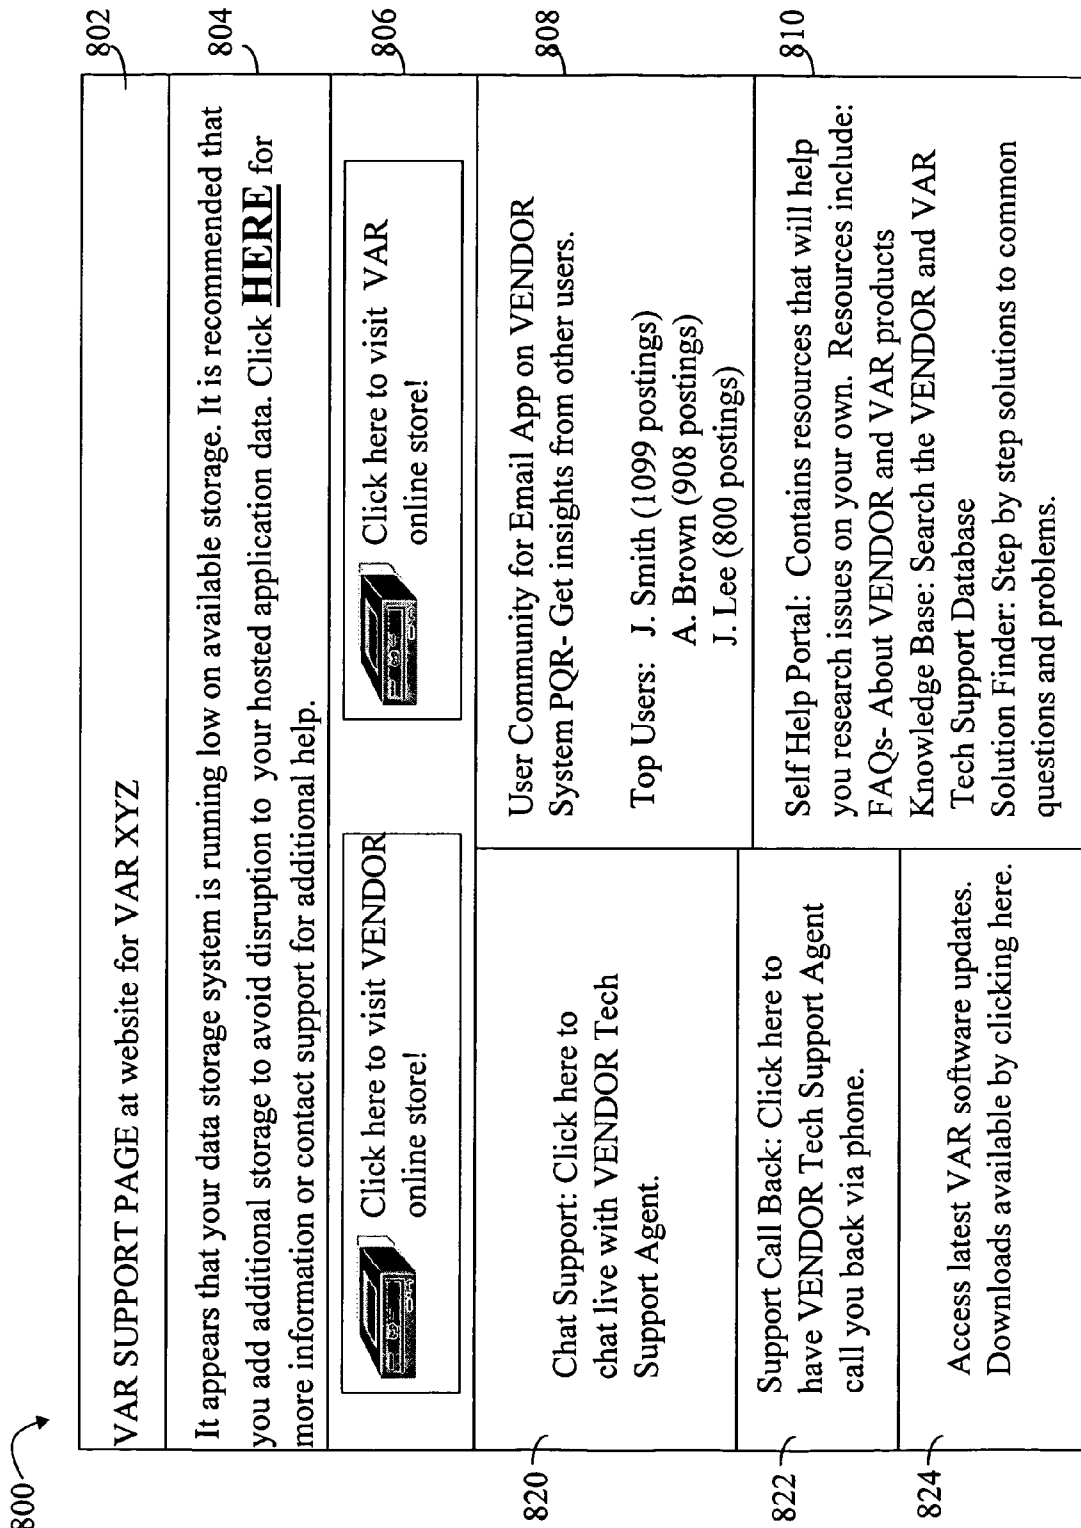 800
VAR SUPPORT PAGE at website for VAR XYZ
802
It appears that your data storage system is running low on available storage. It is recommended that
you add additional storage to avoid disruption to your hosted application data. Click HERE for
more information or contact support for additional help.
804
Click here to visit VENDOR
online store!
Click here to visit VAR
online store!
806
Chat Support: Click here to
chat live with VENDOR Tech
Support Agent.
820
User Community for Email App on VENDOR
System PQR- Get insights from other users.
Top Users: J. Smith (1099 postings)
A. Brown (908 postings)
J. Lee (800 postings)
808
Support Call Back: Click here to
have VENDOR Tech Support Agent
call you back via phone.
822
Self Help Portal: Contains resources that will help
you research issues on your own. Resources include:
FAQs- About VENDOR and VAR products
Knowledge Base: Search the VENDOR and VAR
Tech Support Database
Solution Finder: Step by step solutions to common
questions and problems.
810
Access latest VAR software updates.
Downloads available by clicking here.
824